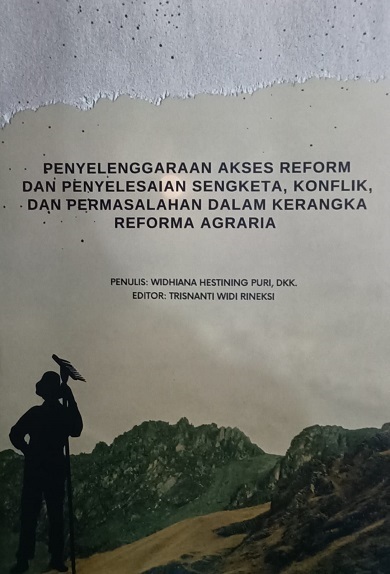 PENYELENGGARAAN AKSES REFORM
DAN PENYELESAIAN SENGKETA, KONFLIK,
DAN PERMASALAHAN DALAM KERANGKA
REFORMA AGRARIA
PENULIS: WIDHIANA HESTINING PURI, DKK.
EDITOR: TRISNANTI WIDI RINEKSI